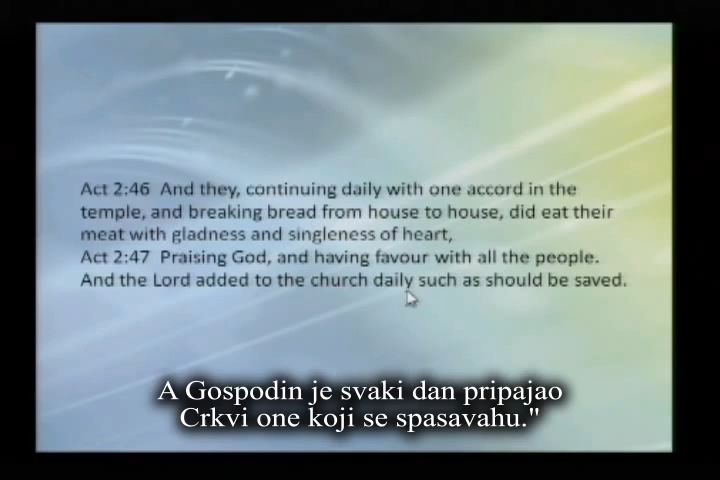 Act 2:46  And they, continuing daily with one accord in the
temple, and breaking bread from house to house, did eat their
meat with gladness and singleness of heart,
Act 2:47  Praising God, and having favour with all the people.
And the Lord added to the church daily such as should be saved.
A Gospodin je svaki dan pripajao
Crkvi one koji se spasavahu."